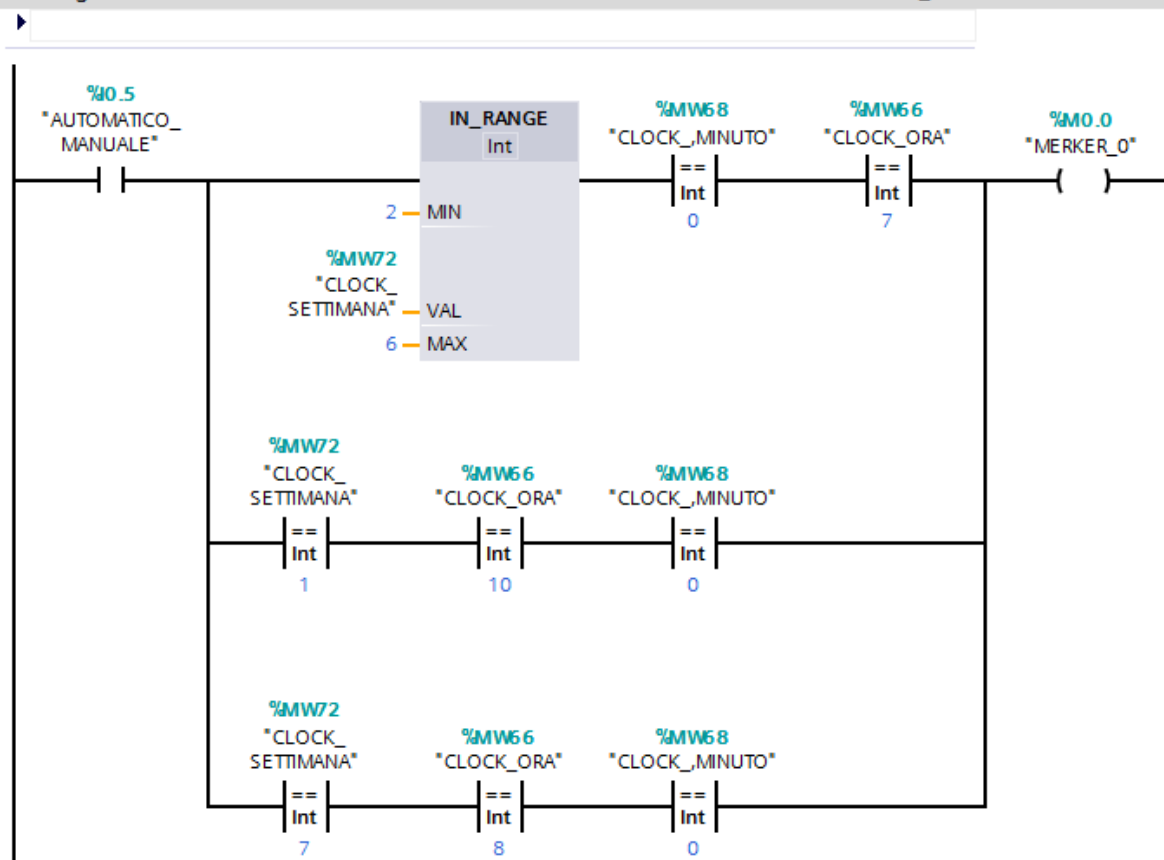 %I0.5
"AUTOMATICO_
MANUALE"
IN_RANGE
Int
2
MIN
%MW72
"CLOCK_
SETTIMANA"
VAL
6
MAX
%MW68
"CLOCK_,MINUTO"
==
Int
0
%MW66
"CLOCK_ORA"
==
Int
7
%M0.0
"MERKER_0"
%MW72
"CLOCK_
SETTIMANA"
==
Int
1
%MW66
"CLOCK_ORA"
==
Int
10
%MW68
"CLOCK_,MINUTO"
==
Int
0
%MW72
"CLOCK_
SETTIMANA"
==
Int
7
%MW66
"CLOCK_ORA"
==
Int
8
%MW68
"CLOCK_,MINUTO"
==
Int
0